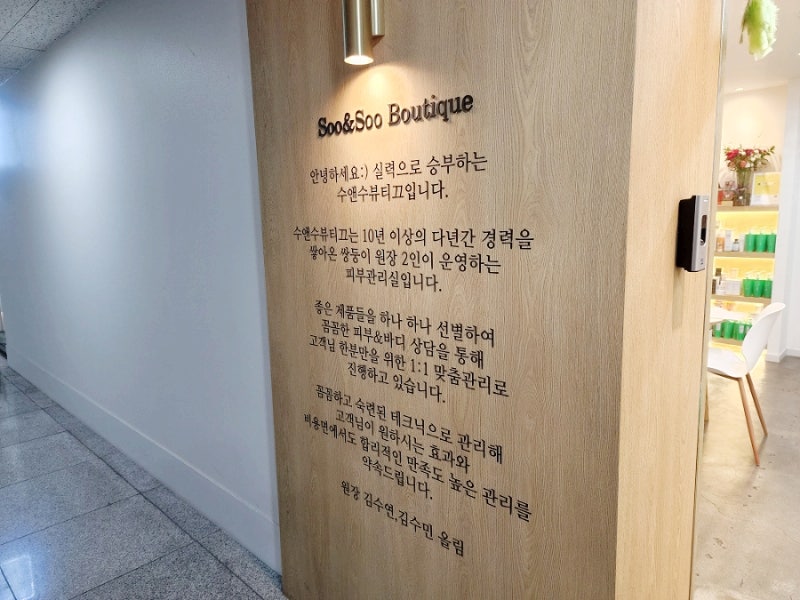 Soo&Soo Boutique
안녕하세요:) 실력으로 승부하는
수앤수뷰티끄입니다.
수앤수뷰티끄는 10년 이상의 다년간 경력을
쌓아온 쌍둥이 원장 2인이 운영하는
피부관리실입니다.
좋은 제품들을 하나 하나 선별하여
꼼꼼한 피부&바디 상담을 통해
고객님 한분만을 위한 1:1 맞춤관리로
진행하고 있습니다.
꼼꼼하고 숙련된 테크닉으로 관리해
고객님이 원하시는 효과와
비용면에서도 합리적인 만족도 높은 관리를
약속드립니다.
원장 김수연,김수민 올림